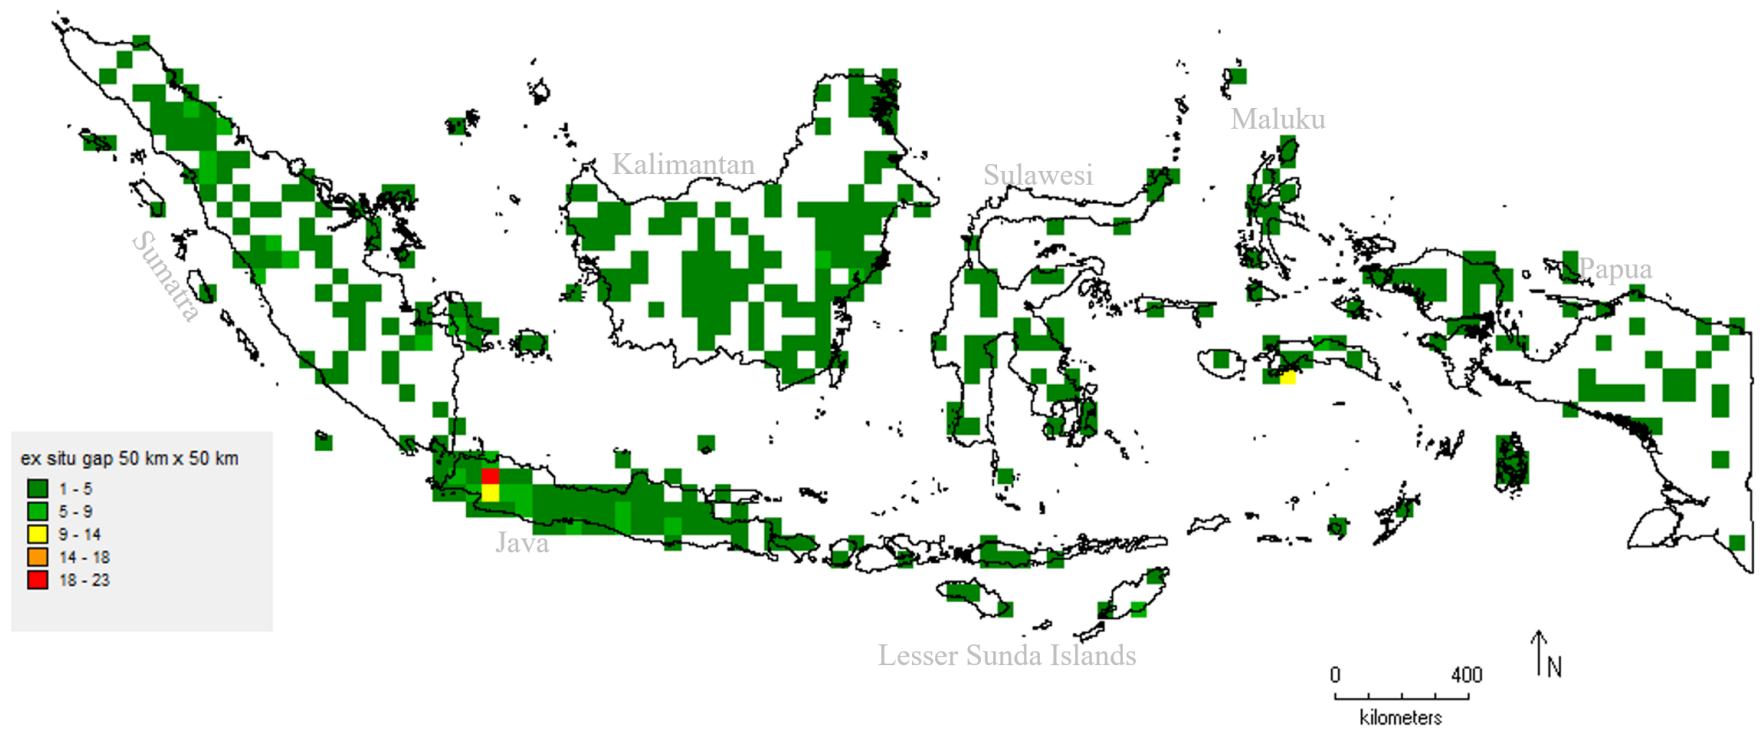 Maluku
Kalimantan
Sulawesi
Sumatra
Papua
ex situ gap 50 km x 50 km
1 - 5
5 - 9
9 - 14
14 - 18
18 - 23
Java
Lesser Sunda Islands
N
0 400
kilometers